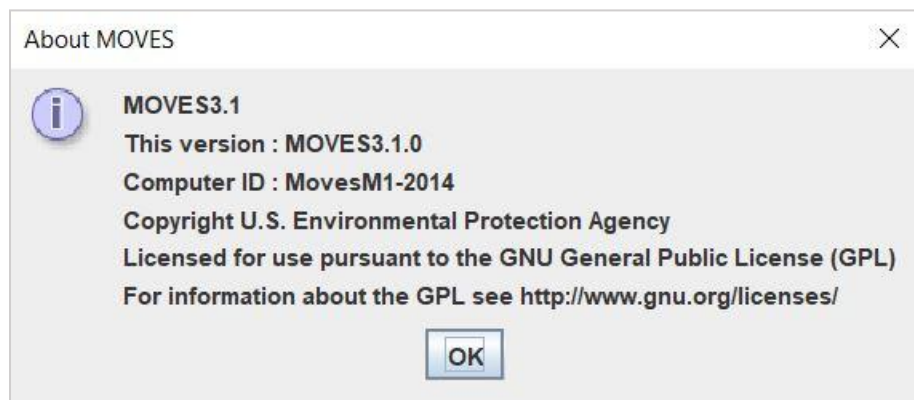 About MOVES
MOVES3.1
This version : MOVES3.1.0
Computer ID : MovesM1-2014
Copyright U.S. Environmental Protection Agency
Licensed for use pursuant to the GNU General Public License (GPL)
For information about the GPL see http://www.gnu.org/licenses/
OK